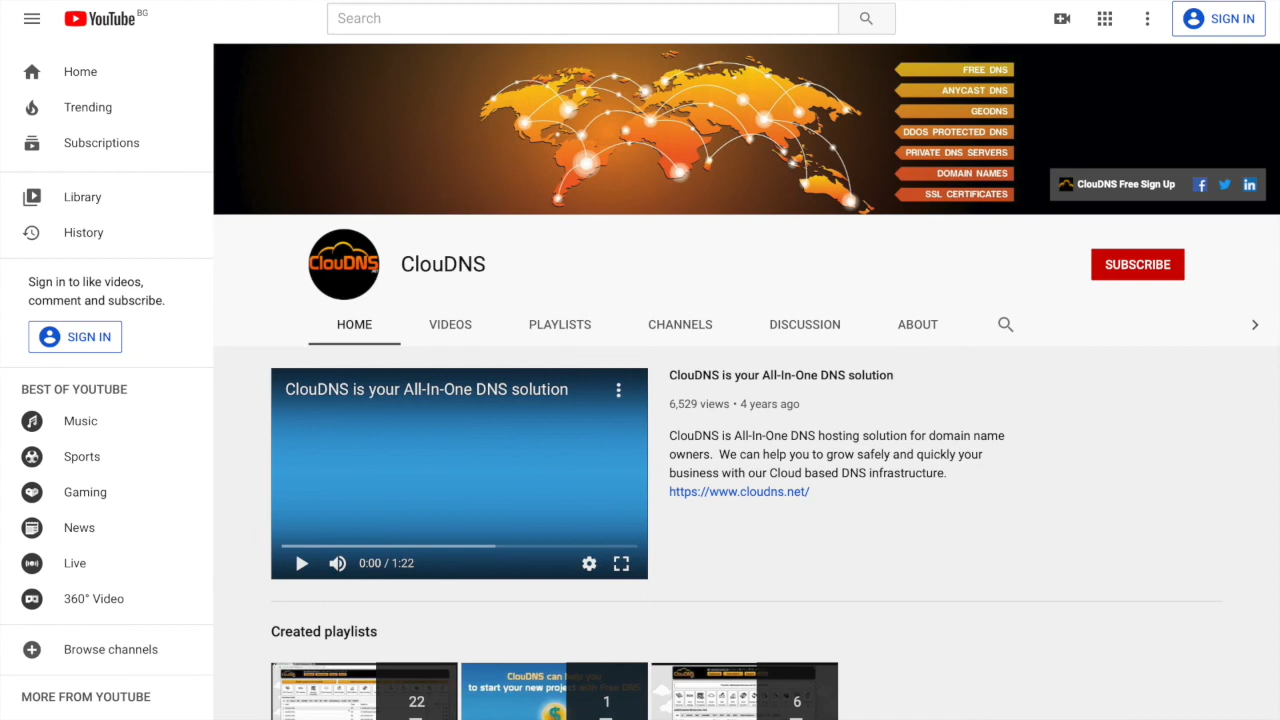 YouTube BG
Search
SIGN IN
Home
Trending
Subscriptions
Library
History
Sign in to like videos,
comment and subscribe.
SIGN IN
BEST OF YOUTUBE
Music
Sports
Gaming
News
Live
360° Video
Browse channels
MORE FROM YOUTUBE
FREE DNS
ANYCAST DNS
GEODNS
DDOS PROTECTED DNS
PRIVATE DNS SERVERS
DOMAIN NAMES
SSL CERTIFICATES
ClouDNS Free Sign Up
ClouDNS
.NET
ClouDNS
SUBSCRIBE
HOME
VIDEOS
PLAYLISTS
CHANNELS
DISCUSSION
ABOUT
ClouDNS is your All-In-One DNS solution
0:00 / 1:22
ClouDNS is your All-In-One DNS solution
6,529 views • 4 years ago
ClouDNS is All-In-One DNS hosting solution for domain name
owners. We can help you to grow safely and quickly your
business with our Cloud based DNS infrastructure.
https://www.cloudns.net/
Created playlists
22
ClouDNS can help you
to start your new project with Free DNS
1
6